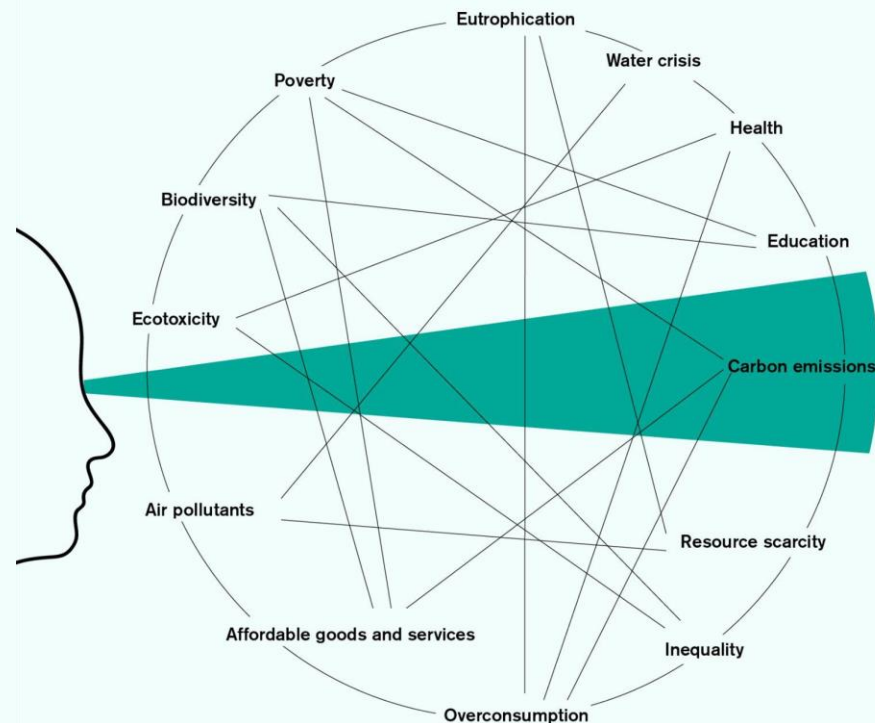 Eutrophication
Water crisis
Poverty
Health
Biodiversity
Education
Ecotoxicity
Carbon emissions
Air pollutants
Resource scarcity
Affordable goods and services
Inequality
Overconsumption